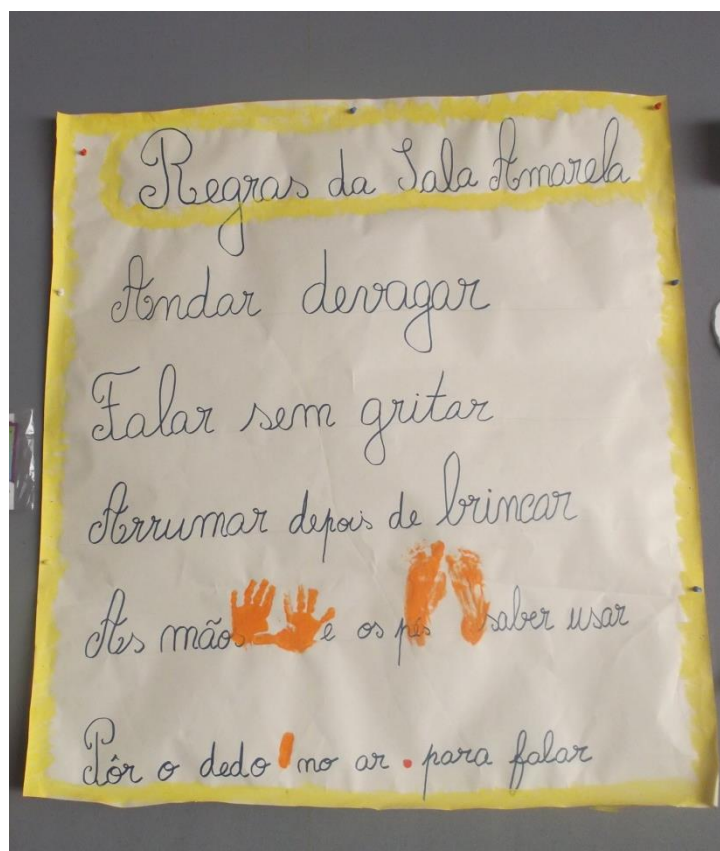 Regras da Sala Amarela
Andar devagar
Falar sem gritar
Arrumar depois de brincar
As mãos e os pés saber usar
Pôr o dedo no ar para falar